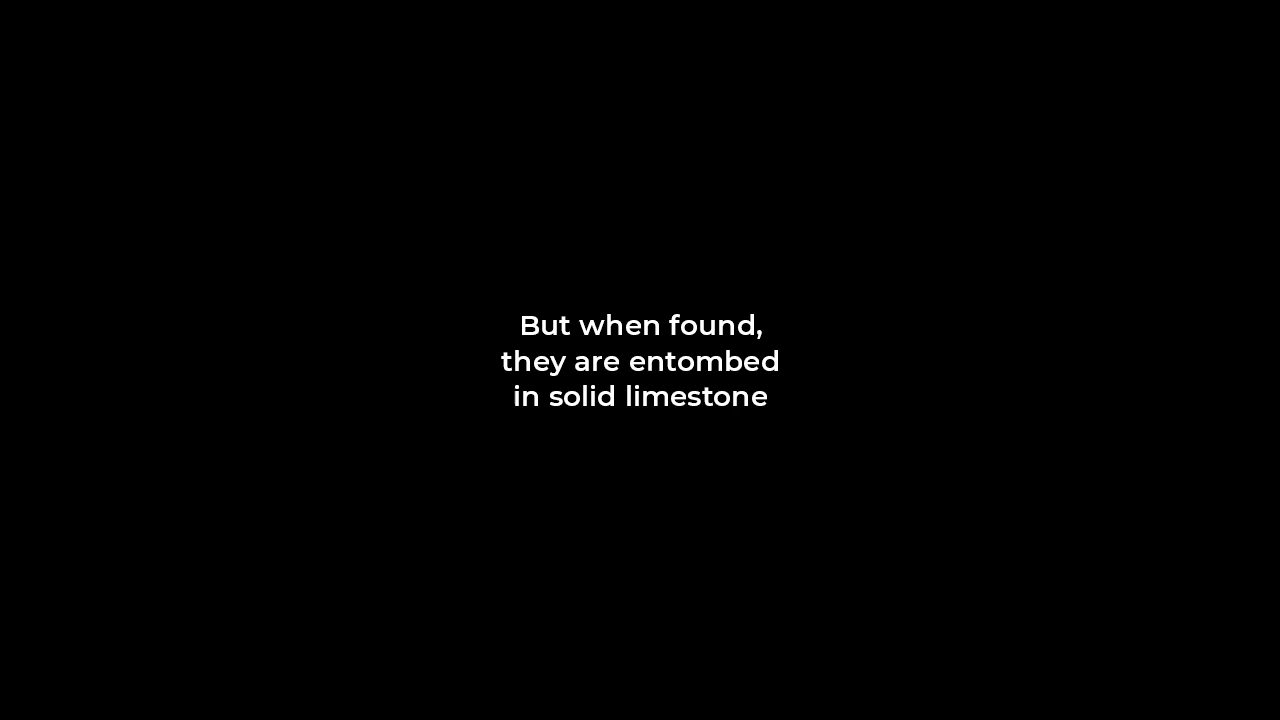 But when found,
they are entombed
in solid limestone